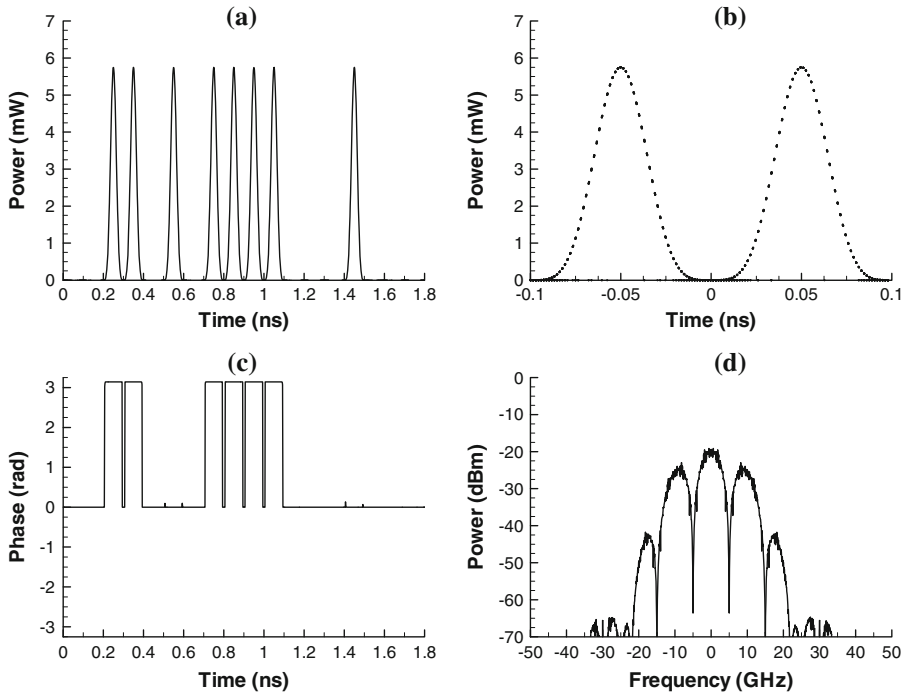 (a)
Power (mW)
7
6
5
4
3
2
1
0
0 0.2 0.4 0.6 0.8 1 1.2 1.4 1.6 1.8
Time (ns)
(b)
Power (mW)
7
6
5
4
3
2
1
0
-0.1 -0.05 0 0.05 0.1
Time (ns)
(c)
Phase (rad)
3
2
1
0
-1
-2
-3
0 0.2 0.4 0.6 0.8 1 1.2 1.4 1.6 1.8
Time (ns)
(d)
Power (dBm)
0
-10
-20
-30
-40
-50
-60
-70
-50 -40 -30 -20 -10 0 10 20 30 40 50
Frequency (GHz)